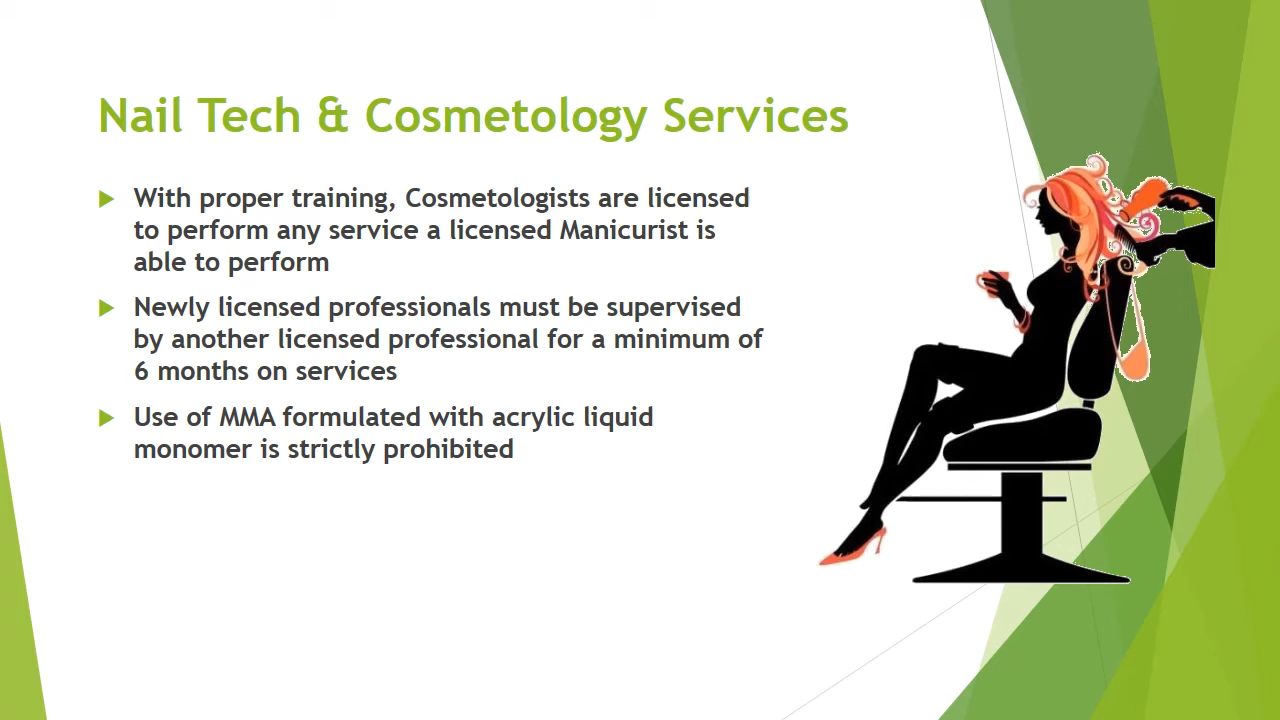 Nail Tech & Cosmetology Services
With proper training, Cosmetologists are licensed
to perform any service a licensed Manicurist is
able to perform
Newly licensed professionals must be supervised
by another licensed professional for a minimum of
6 months on services
Use of MMA formulated with acrylic liquid
monomer is strictly prohibited